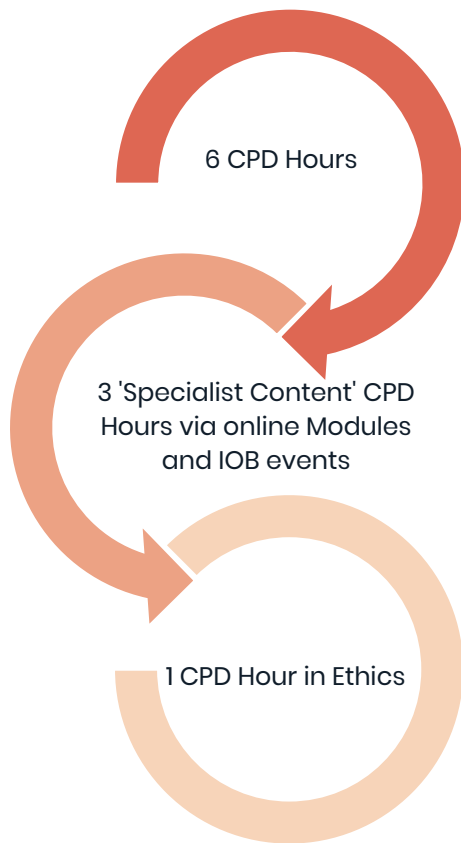 6 CPD Hours
3 'Specialist Content' CPD
Hours via online Modules
and IOB events
1 CPD Hour in Ethics